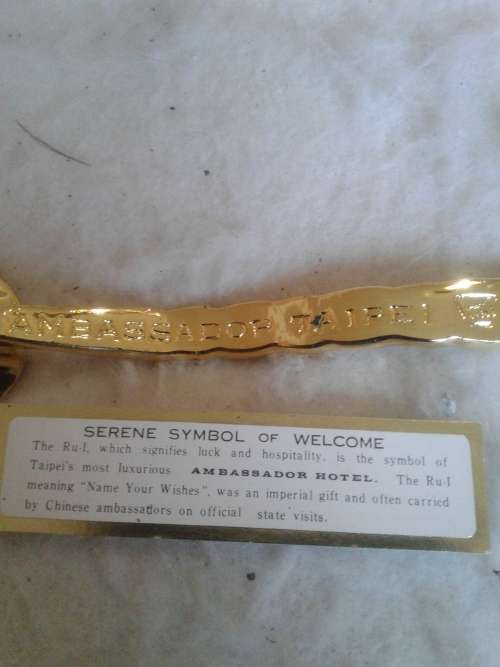 AMBASSADOR TAIPEI
SERENE SYMBOL OF WELCOME
The Ru-I, which signifies luck and hospitality, is the symbol of
Taipei's most luxurious AMBASSADOR HOTEL. The Ru-I
meaning "Name Your Wishes", was an imperial gift and often carried
by Chinese ambassadors on official state visits.